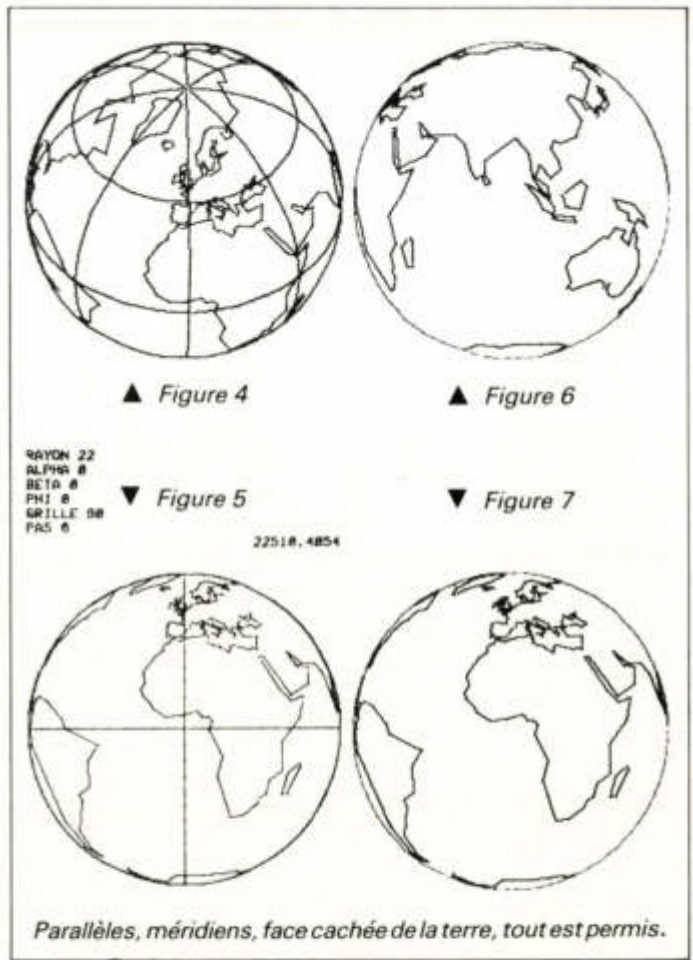 ▲ Figure 4
▲ Figure 6
RAYON 22
ALPHA 0
BETA 0
PHI 0
GRILLE 90
PAS 6
▼ Figure 5
▼ Figure 7
22510.4054
Parallèles, méridiens, face cachée de la terre, tout est permis.